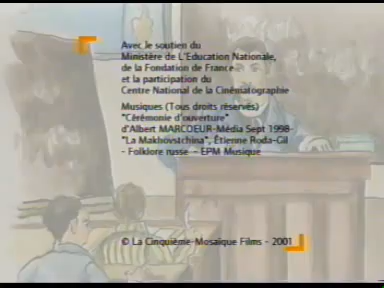 Avec le soutien du
Ministère de L'Education Nationale,
de la Fondation de France
et la participation du
Centre National de la Cinématographie
Musiques (Tous droits réservés)
"Cérémonie d'ouverture"
d'Albert MARCOEUR-Média Sept 1998-
"La Makhovstchina", Étienne Roda-Gil
- Folklore russe - EPM Musique
© La Cinquième-Mosaïque Films - 2001